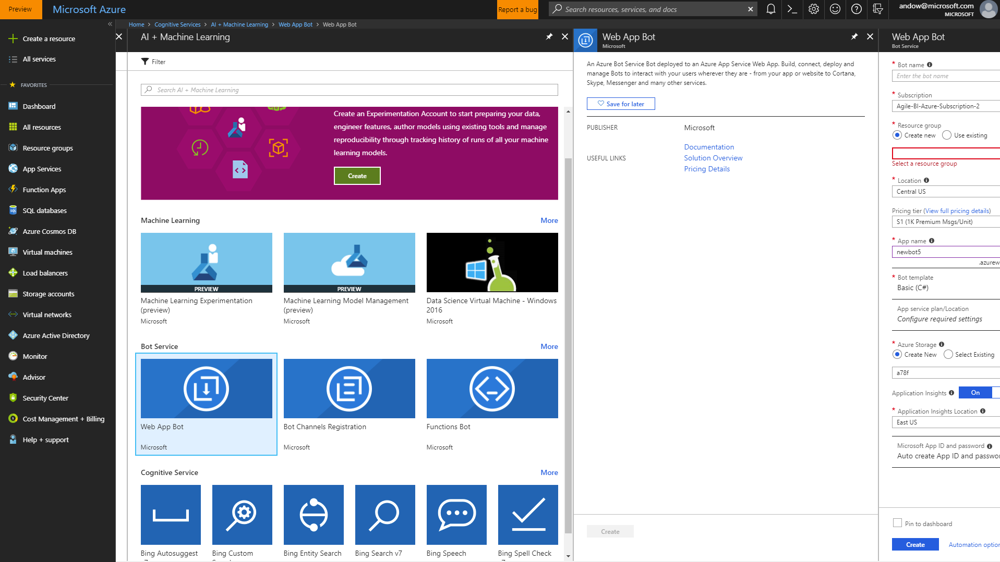 Preview
Microsoft Azure
Report a bug
Search resources, services, and docs
andow@microsoft.com
MICROSOFT
Home > Cognitive Services > AI + Machine Learning > Web App Bot > Web App Bot
Create a resource
All services
FAVORITES
Dashboard
All resources
Resource groups
App Services
Function Apps
SQL databases
Azure Cosmos DB
Virtual machines
Load balancers
Storage accounts
Virtual networks
Azure Active Directory
Monitor
Advisor
Security Center
Cost Management + Billing
Help + support
AI + Machine Learning
Filter
Search AI + Machine Learning
Create an Experimentation Account to start preparing your data,
engineer features, author models using existing tools and manage
reproducibility through tracking history of runs of all your machine
learning models.
Create
Machine Learning
More
PREVIEW
Machine Learning Experimentation
(preview)
Microsoft
PREVIEW
Machine Learning Model Management
(preview)
Microsoft
Data Science Virtual Machine - Windows
2016
Microsoft
Bot Service
More
Web App Bot
Microsoft
Bot Channels Registration
Microsoft
Functions Bot
Microsoft
Cognitive Service
More
Bing Autosuggest
Bing Custom
Bing Entity Search
Bing Search v7
Bing Speech
Bing Spell Check
Web App Bot
Microsoft
An Azure Bot Service Bot deployed to an Azure App Service Web App. Build, connect, deploy and
manage Bots to interact with your users wherever they are - from your app or website to Cortana,
Skype, Messenger and many other services.
Save for later
PUBLISHER
Microsoft
USEFUL LINKS
Documentation
Solution Overview
Pricing Details
Create
Web App Bot
Bot Service
* Bot name
Enter the bot name
* Subscription
Agile-BI-Azure-Subscription-2
* Resource group
Create new Use existing
Select a resource group
* Location
Central US
Pricing tier (View full pricing details)
S1 (1K Premium Msgs/Unit)
* App name
newbot5
.azurew
* Bot template
Basic (C#)
App service plan/Location
Configure required settings
* Azure Storage
Create New Select Existing
a78f
Application Insights On
* Application Insights Location
East US
Microsoft App ID and password
Auto create App ID and passwo
Pin to dashboard
Create
Automation option